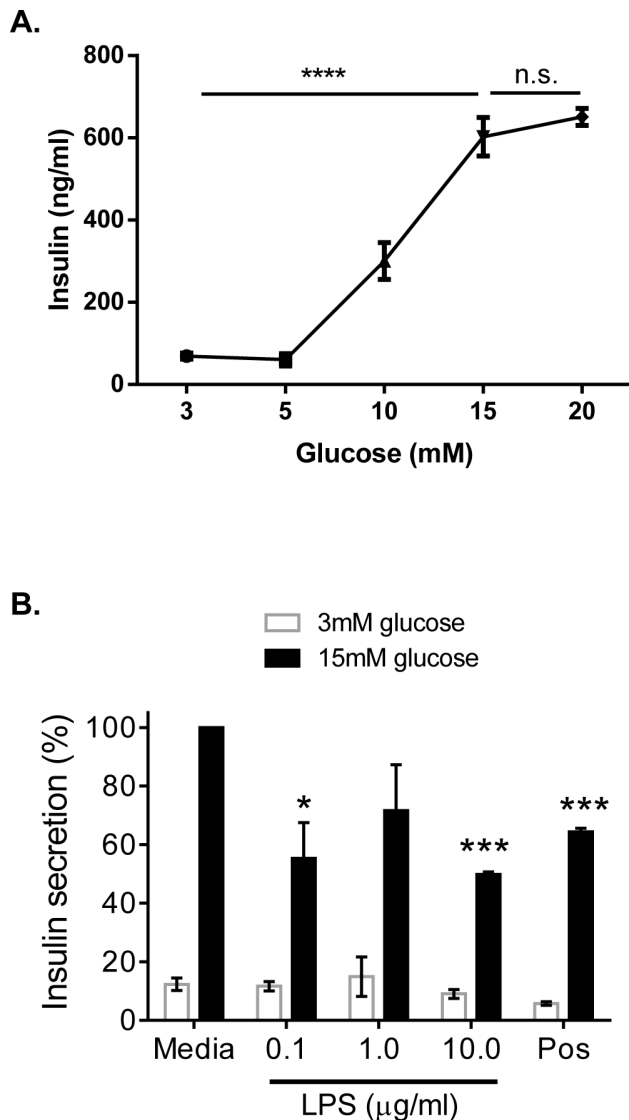 A.
800
600
400
200
0
Insulin (ng/ml)
****
n.s.
3 5 10 15 20
Glucose (mM)
B.
3mM glucose
15mM glucose
100
80
60
40
20
0
Insulin secretion (%)
*
***
***
Media 0.1 1.0 10.0 Pos
LPS (μg/ml)